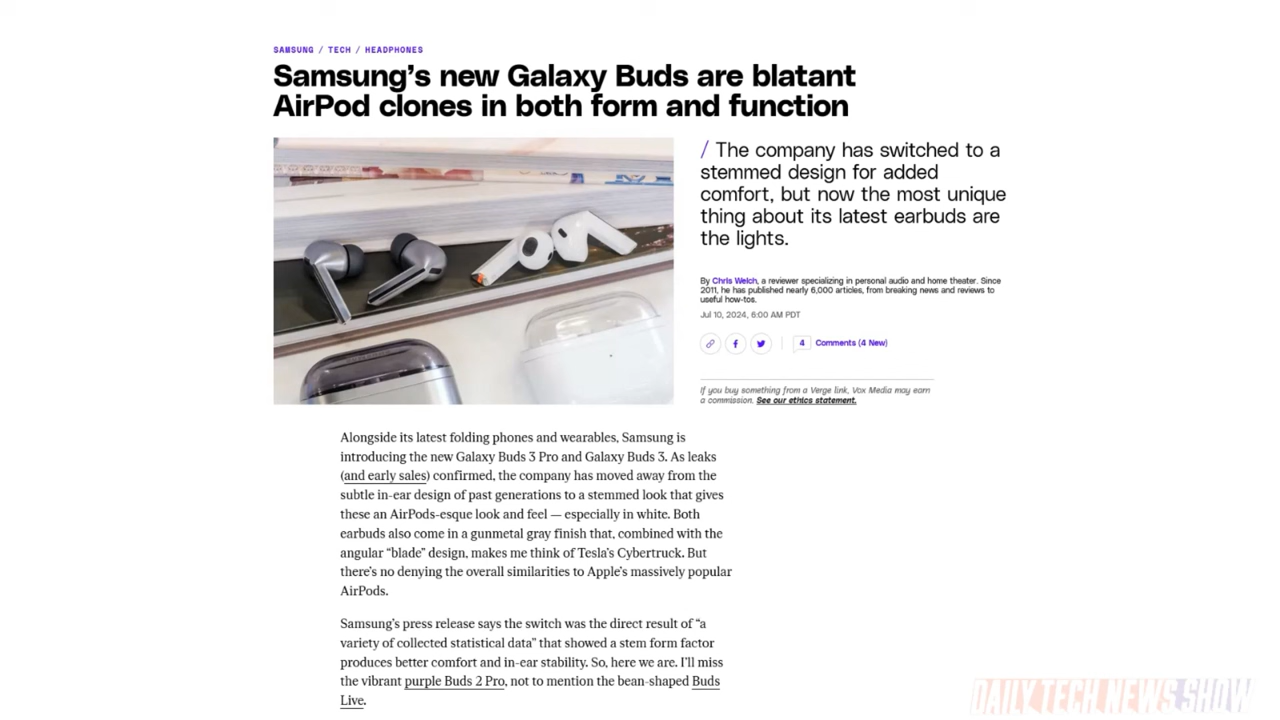 SAMSUNG / TECH / HEADPHONES
Samsung’s new Galaxy Buds are blatant
AirPod clones in both form and function
/ The company has switched to a
stemmed design for added
comfort, but now the most unique
thing about its latest earbuds are
the lights.
By Chris Welch, a reviewer specializing in personal audio and home theater. Since
2011, he has published nearly 6,000 articles, from breaking news and reviews to
useful how-tos.
Jul 10, 2024, 6:00 AM PDT
4 Comments (4 New)
If you buy something from a Verge link, Vox Media may earn
a commission. See our ethics statement.
Alongside its latest folding phones and wearables, Samsung is
introducing the new Galaxy Buds 3 Pro and Galaxy Buds 3. As leaks
(and early sales) confirmed, the company has moved away from the
subtle in-ear design of past generations to a stemmed look that gives
these an AirPods-esque look and feel — especially in white. Both
earbuds also come in a gunmetal gray finish that, combined with the
angular “blade” design, makes me think of Tesla’s Cybertruck. But
there’s no denying the overall similarities to Apple’s massively popular
AirPods.
Samsung’s press release says the switch was the direct result of “a
variety of collected statistical data” that showed a stem form factor
produces better comfort and in-ear stability. So, here we are. I’ll miss
the vibrant purple Buds 2 Pro, not to mention the bean-shaped Buds
Live.
DAILY TECH NEWS SHOW